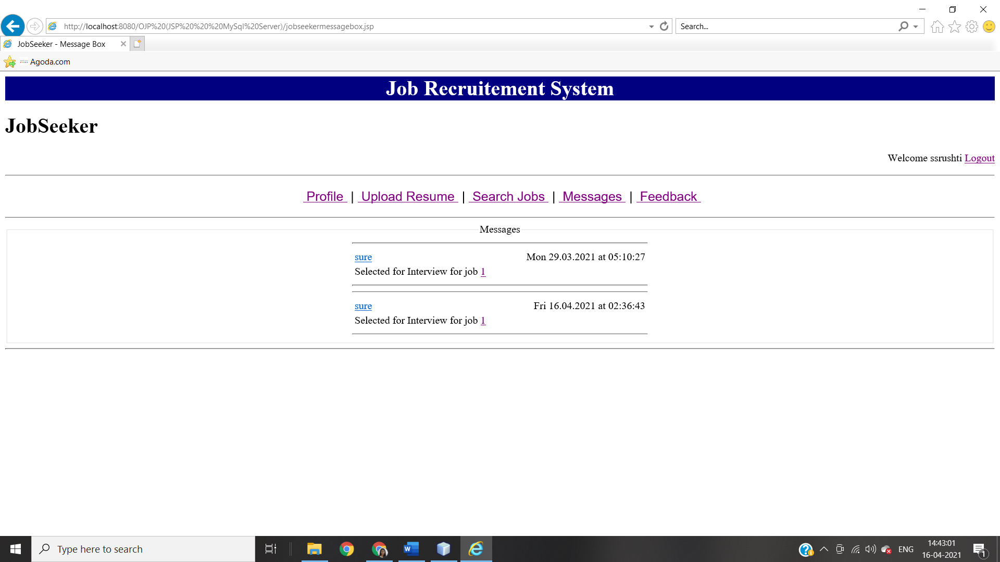 http://localhost:8080/OJP%20(JSP%20%20%20MySql%20Server)/jobseekermessagebox.jsp
Search...
JobSeeker - Message Box
Agoda.com
Job Recruitement System
JobSeeker
Welcome ssrushti Logout
Profile | Upload Resume | Search Jobs | Messages | Feedback
Messages
sure Mon 29.03.2021 at 05:10:27
Selected for Interview for job 1
sure Fri 16.04.2021 at 02:36:43
Selected for Interview for job 1
Type here to search
ENG
14:43:01
16-04-2021
1